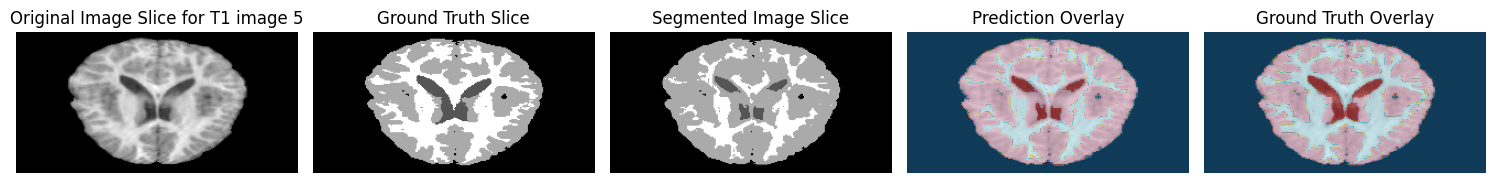 Original Image Slice for T1 image 5
Ground Truth Slice
Segmented Image Slice
Prediction Overlay
Ground Truth Overlay